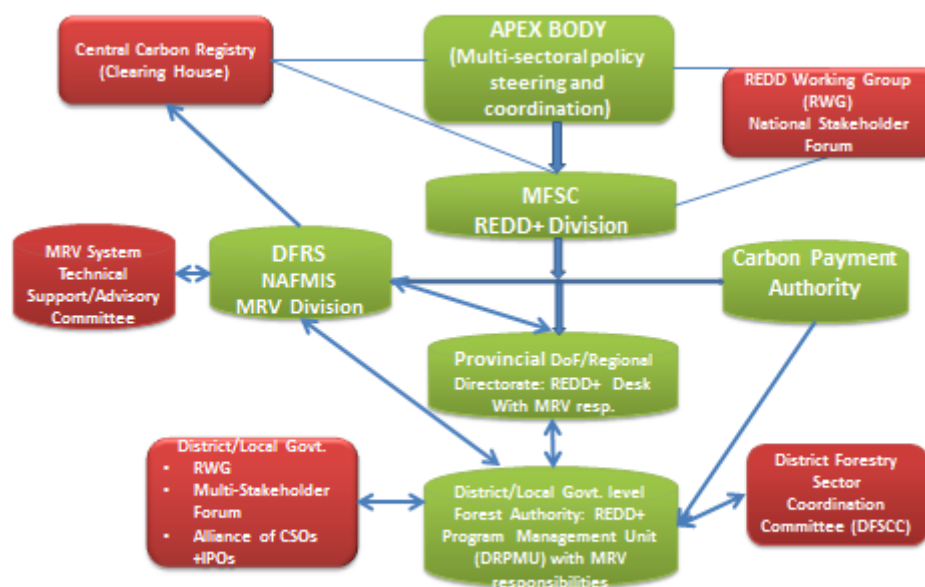 Central Carbon Registry
(Clearing House)
APEX BODY
(Multi-sectoral policy
steering and
coordination)
REDD Working Group
(RWG)
National Stakeholder
Forum
MFSC
REDD+ Division
MRV System
Technical
Support/Advisory
Committee
DFRS
NAFMIS
MRV Division
Carbon Payment
Authority
Provincial DoF/Regional
Directorate: REDD+ Desk
With MRV resp.
District/Local Govt.
• RWG
• Multi-Stakeholder
Forum
• Alliance of CSOs
+IPOs
District/Local Govt. level
Forest Authority: REDD+
Program Management Unit
(DRPMU) with MRV
responsibilities
District Forestry
Sector
Coordination
Committee (DFSCC)